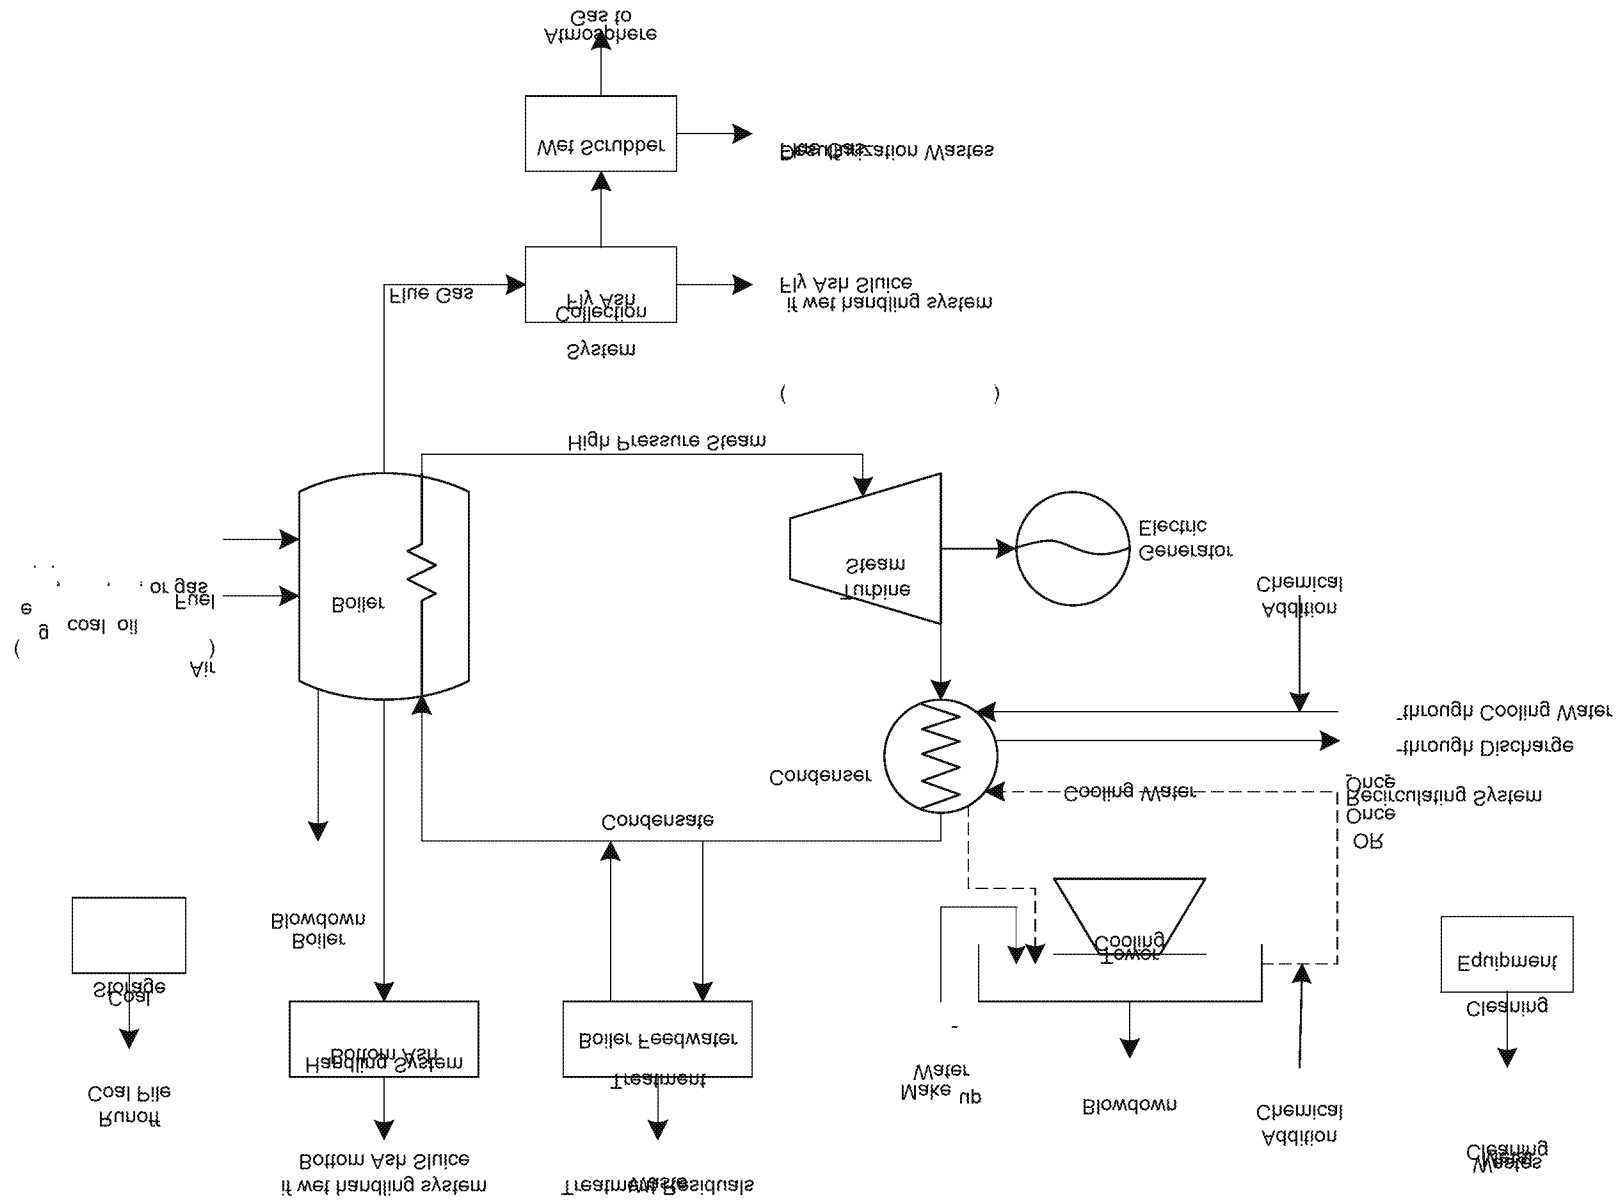 Gas to
Atmosphere
Wet Scrubber
Flue Gas
Desulfurization Wastes
Flue Gas
Fly Ash
Collection
System
Fly Ash Sluice
if wet handling system
(                    )
High Pressure Steam
Electric
Generator
Steam
Turbine
Boiler
, , , or gas
Fuel
e
g coal oil
(                    )
Air
Chemical
Addition
-through Cooling Water
-through Discharge
Condenser
Once
Cooling Water
Recirculating System
Once
OR
Condensate
Blowdown
Boiler
Cooling
Tower
Equipment
Cleaning
Storage
Coal
Bottom Ash
Handling System
Boiler Feedwater
Treatment
-
Water
Make up
Coal Pile
Runoff
Blowdown
Chemical
Addition
Cleaning
Wastes
Bottom Ash Sluice
if wet handling system
Treatment Residuals